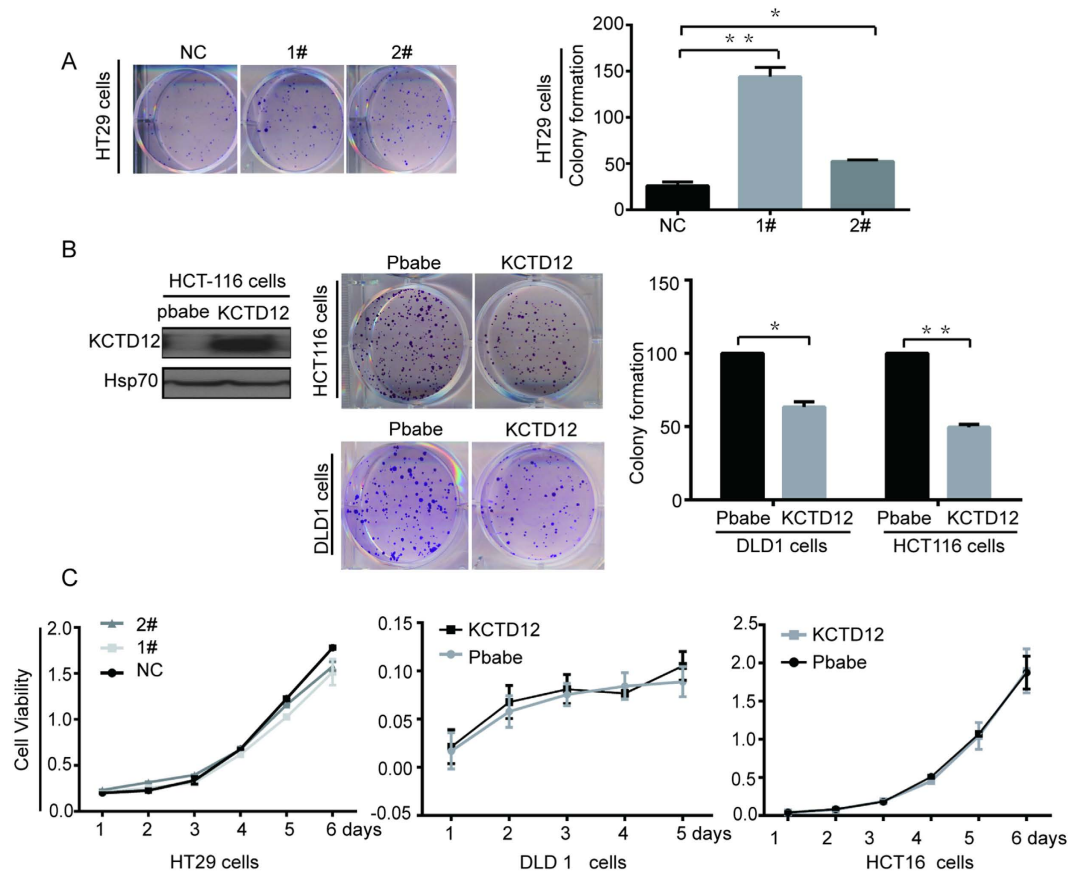 A
NC 1# 2#
HT29 cells
HT29 cells
Colony formation
200
150
100
50
0
* *
*
NC 1# 2#
B
HCT-116 cells
pbabe KCTD12
KCTD12
Hsp70
Pbabe KCTD12
HCT116 cells
Pbabe KCTD12
DLD1 cells
Colony formation
150
100
50
0
*
* *
Pbabe KCTD12 Pbabe KCTD12
DLD1 cells HCT116 cells
C
Cell Viability
2.0
1.5
1.0
0.5
0.0
2#
1#
NC
1 2 3 4 5 6 days
HT29 cells
0.15
0.10
0.05
0.00
-0.05
KCTD12
Pbabe
1 2 3 4 5 days
DLD 1 cells
2.5
2.0
1.5
1.0
0.5
0.0
KCTD12
Pbabe
1 2 3 4 5 6 days
HCT16 cells